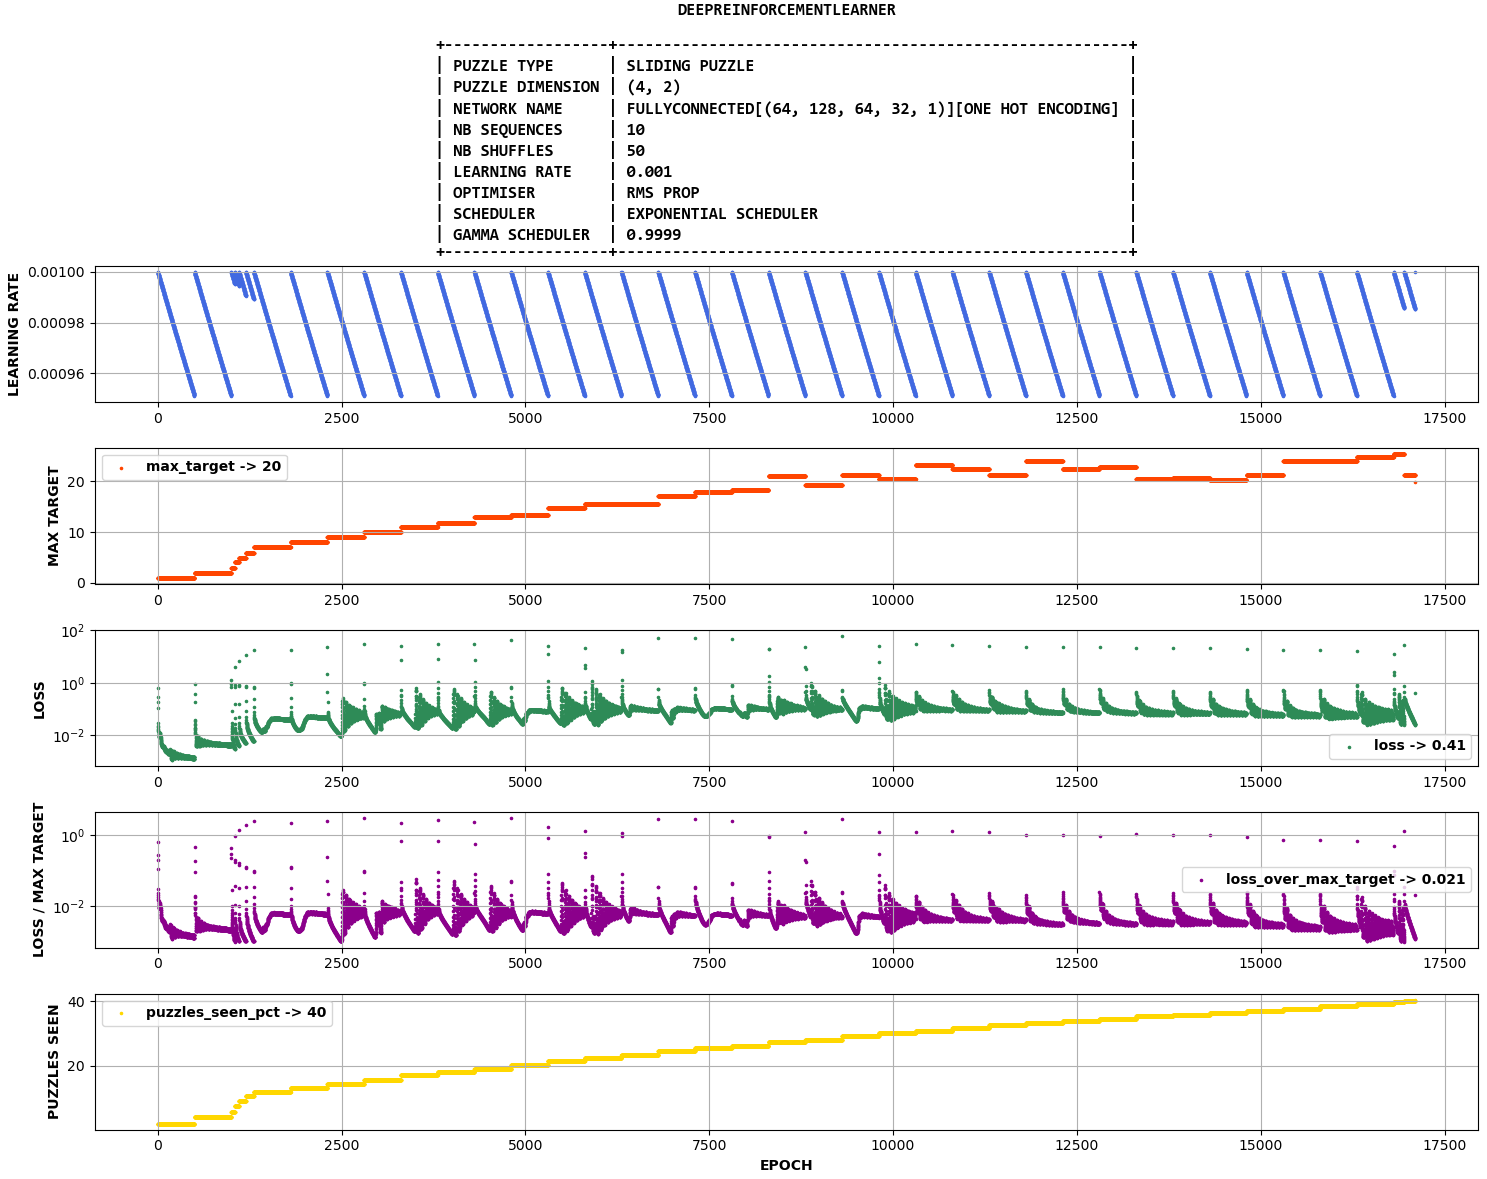 DEEPREINFORCEMENTLEARNER
PUZZLE TYPE | SLIDING PUZZLE
PUZZLE DIMENSION | (4, 2)
NETWORK NAME | FULLYCONNECTED[(64, 128, 64, 32, 1)][ONE HOT ENCODING]
NB SEQUENCES | 10
NB SHUFFLES | 50
LEARNING RATE | 0.001
OPTIMISER | RMS PROP
SCHEDULER | EXPONENTIAL SCHEDULER
GAMMA SCHEDULER | 0.9999
LEARNING RATE
0.00100
0.00098
0.00096
0 2500 5000 7500 10000 12500 15000 17500
MAX TARGET
max_target -> 20
20
10
0
0 2500 5000 7500 10000 12500 15000 17500
LOSS
10^2
10^0
10^−2
loss -> 0.41
0 2500 5000 7500 10000 12500 15000 17500
LOSS / MAX TARGET
10^0
10^−2
loss_over_max_target -> 0.021
0 2500 5000 7500 10000 12500 15000 17500
PUZZLES SEEN
puzzles_seen_pct -> 40
40
20
0 2500 5000 7500 10000 12500 15000 17500
EPOCH